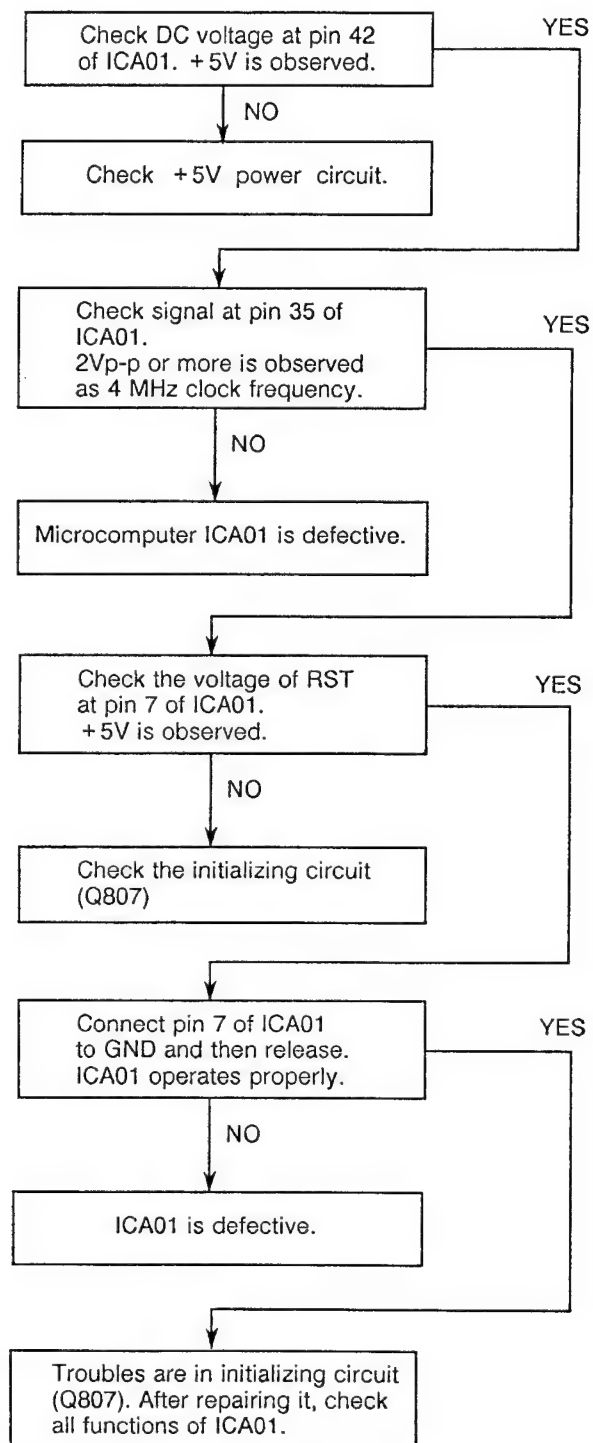 Check DC voltage at pin 42
of ICA01. +5V is observed.
YES
NO
Check +5V power circuit.
Check signal at pin 35 of
ICA01.
2Vp-p or more is observed
as 4 MHz clock frequency.
YES
NO
Microcomputer ICA01 is defective.
Check the voltage of RST
at pin 7 of ICA01.
+5V is observed.
YES
NO
Check the initializing circuit
(Q807)
Connect pin 7 of ICA01
to GND and then release.
ICA01 operates properly.
YES
NO
ICA01 is defective.
Troubles are in initializing circuit
(Q807). After repairing it, check
all functions of ICA01.